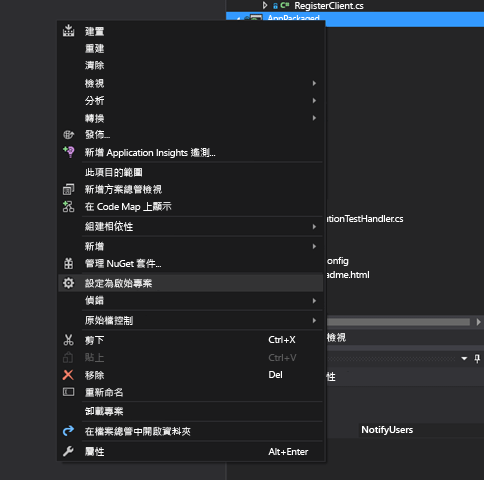 RegisterClient.cs
AppPackaged
建置
重建
清除
檢視
分析
轉換
發佈...
新增 Application Insights 遙測...
此項目的範圍
新增方案總管檢視
在 Code Map 上顯示
組建相依性
新增
管理 NuGet 套件...
設定為啟始專案
偵錯
原始檔控制
剪下 Ctrl+X
貼上 Ctrl+V
移除 Del
重新命名
卸載專案
在檔案總管中開啟資料夾
屬性 Alt+Enter
ationTestHandler.cs
onfig
adme.html
檢視
性
NotifyUsers